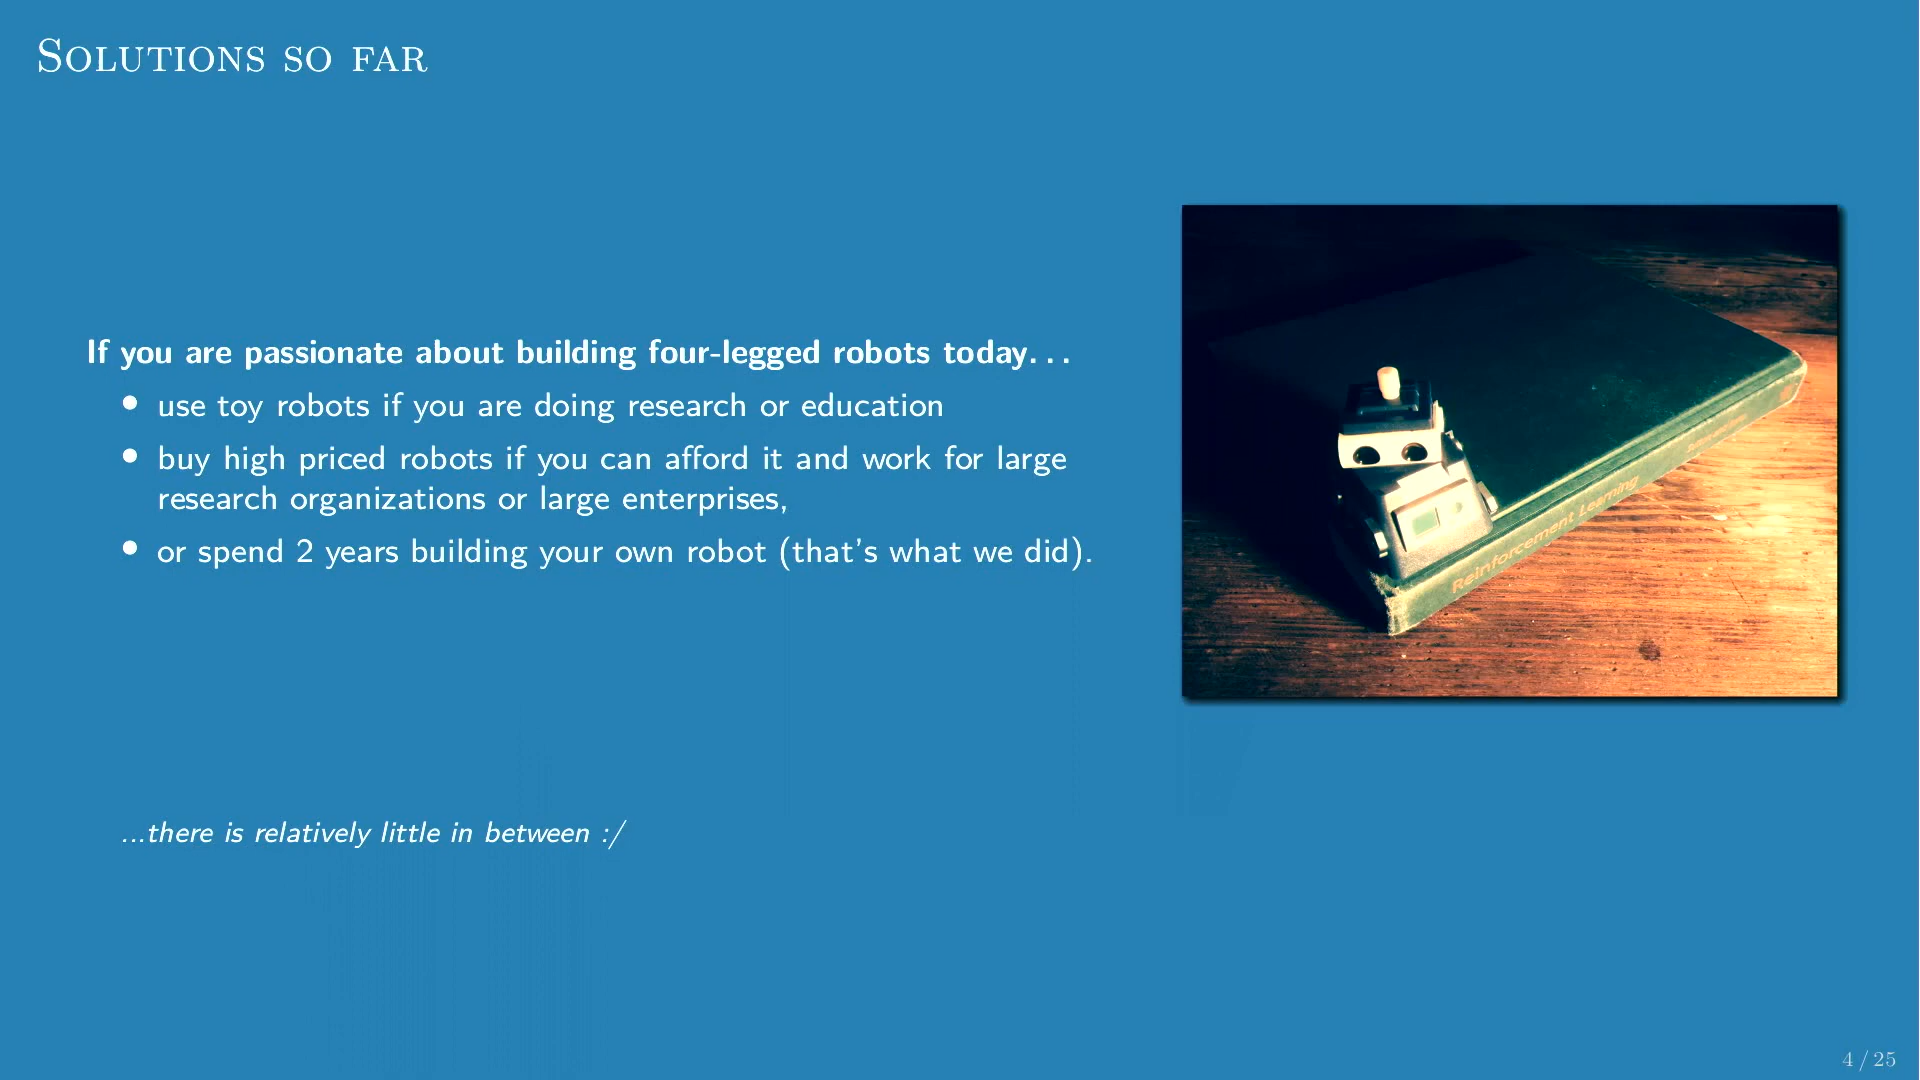 Solutions so far
If you are passionate about building four-legged robots today...
• use toy robots if you are doing research or education
• buy high priced robots if you can afford it and work for large
research organizations or large enterprises,
• or spend 2 years building your own robot (that's what we did).
Reinforcement Learning
...there is relatively little in between :/
4 / 25